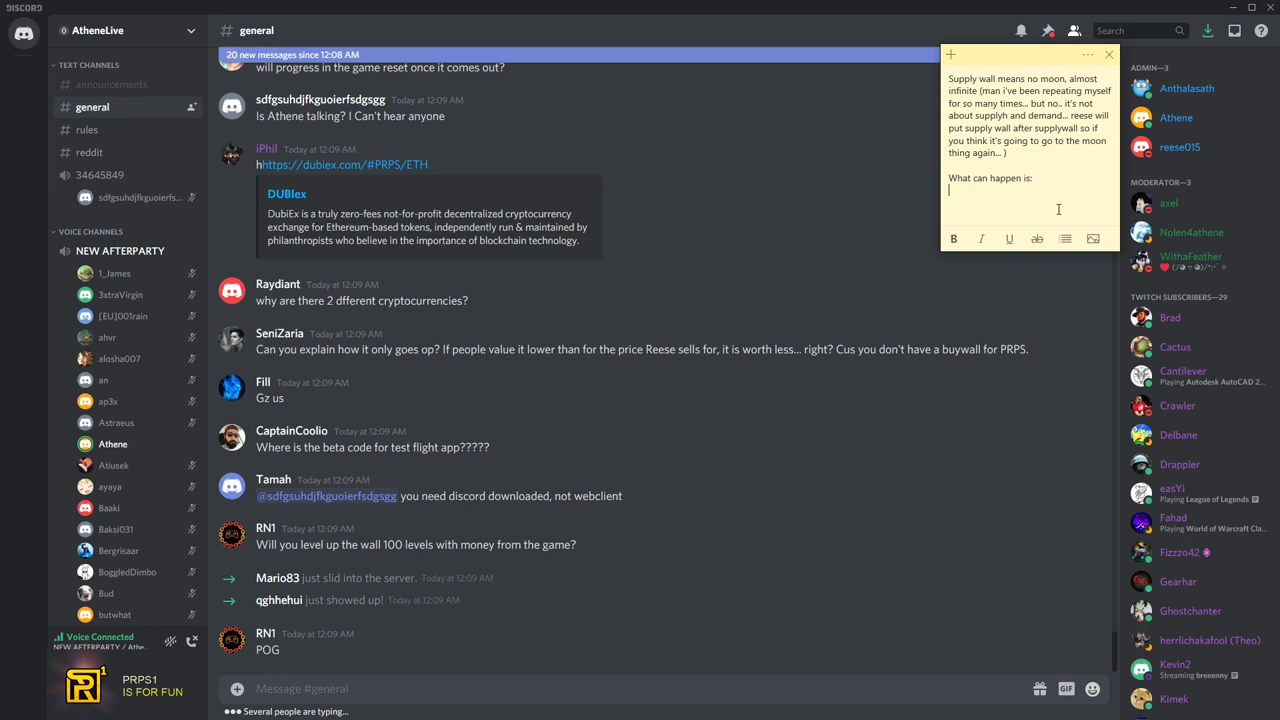 DISCORD
AtheneLive
# general
Search
TEXT CHANNELS
# announcements
# general
# rules
# reddit
34645849
sdfgsuhdjfkguoierfs...
VOICE CHANNELS
NEW AFTERPARTY
1_James
3xtraVirgin
[EU]001rain
ahvr
alosha007
an
ap3x
Astraeus
Athene
Atiusek
ayaya
Baaki
Baksi031
Bergrisaar
BoggledDimbo
Bud
butwhat
Voice Connected
NEW AFTERPARTY / Athe...
R1
PRPS1
IS FOR FUN
20 new messages since 12:08 AM
will progress in the game reset once it comes out?
sdfgsuhdjfkguoierfsdgsgg Today at 12:09 AM
Is Athene talking? I Can't hear anyone
iPhil Today at 12:09 AM
hhttps://dubiex.com/#PRPS/ETH
DUBIex
DubiEx is a truly zero-fees not-for-profit decentralized cryptocurrency
exchange for Ethereum-based tokens, independently run & maintained by
philanthropists who believe in the importance of blockchain technology.
Raydiant Today at 12:09 AM
why are there 2 dfferent cryptocurrencies?
SeniZaria Today at 12:09 AM
Can you explain how it only goes op? If people value it lower than for the price Reese sells for, it is worth less... right? Cus you don't have a buywall for PRPS.
Fill Today at 12:09 AM
Gz us
CaptainCoolio Today at 12:09 AM
Where is the beta code for test flight app?????
Tamah Today at 12:09 AM
@sdfgsuhdjfkguoierfsdgsgg you need discord downloaded, not webclient
RN1 Today at 12:09 AM
Will you level up the wall 100 levels with money from the game?
Mario83 just slid into the server. Today at 12:09 AM
qghhehui just showed up! Today at 12:09 AM
RN1 Today at 12:09 AM
POG
Message #general
GIF
Several people are typing...
Supply wall means no moon, almost
infinite (man i've been repeating myself
for so many times... but no.. it's not
about supplyh and demand... reese will
put supply wall after supplywall so if
you think it's going to go to the moon
thing again... )
What can happen is:
B I U ab
ADMIN—3
Anthalasath
Athene
reese015
MODERATOR—3
axel
Nolen4athene
WithaFeather
TWITCH SUBSCRIBERS—29
Brad
Cactus
Cantilever
Playing Autodesk AutoCAD 2...
Crawler
Delbane
Drappler
easYi
Playing League of Legends
Fahad
Playing World of Warcraft Cla...
Fizzzo42
Gearhar
Ghostchanter
herrlichakafool (Theo)
Kevin2
Streaming breeenny
Kimek